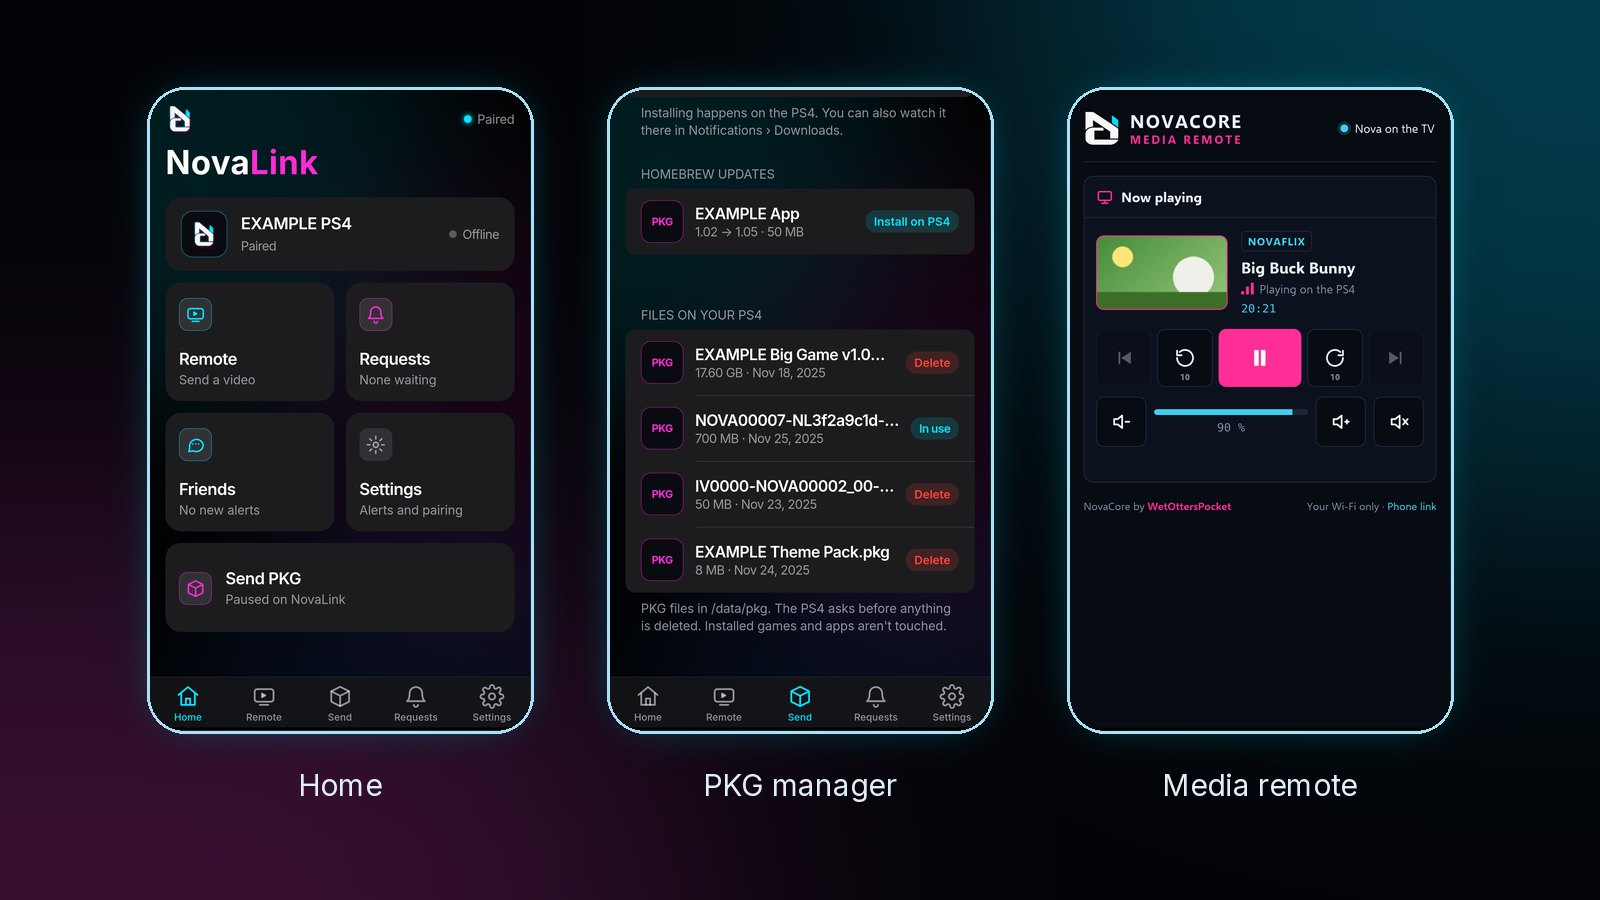 Paired
NovaLink
EXAMPLE PS4
Paired
Offline
Remote
Send a video
Requests
None waiting
Friends
No new alerts
Settings
Alerts and pairing
Send PKG
Paused on NovaLink
Home
Remote
Send
Requests
Settings
Home
Installing happens on the PS4. You can also watch it
there in Notifications › Downloads.
HOMEBREW UPDATES
PKG
EXAMPLE App
1.02 → 1.05 · 50 MB
Install on PS4
FILES ON YOUR PS4
PKG
EXAMPLE Big Game v1.0...
17.60 GB · Nov 18, 2025
Delete
PKG
NOVA00007-NL3f2a9c1d-...
700 MB · Nov 25, 2025
In use
PKG
IV0000-NOVA00002_00-...
50 MB · Nov 23, 2025
Delete
PKG
EXAMPLE Theme Pack.pkg
8 MB · Nov 24, 2025
Delete
PKG files in /data/pkg. The PS4 asks before anything
is deleted. Installed games and apps aren't touched.
Home
Remote
Send
Requests
Settings
PKG manager
NOVACORE
MEDIA REMOTE
Nova on the TV
Now playing
NOVAFLIX
Big Buck Bunny
Playing on the PS4
20:21
10
10
90 %
NovaCore by WetOttersPocket
Your Wi-Fi only · Phone link
Media remote